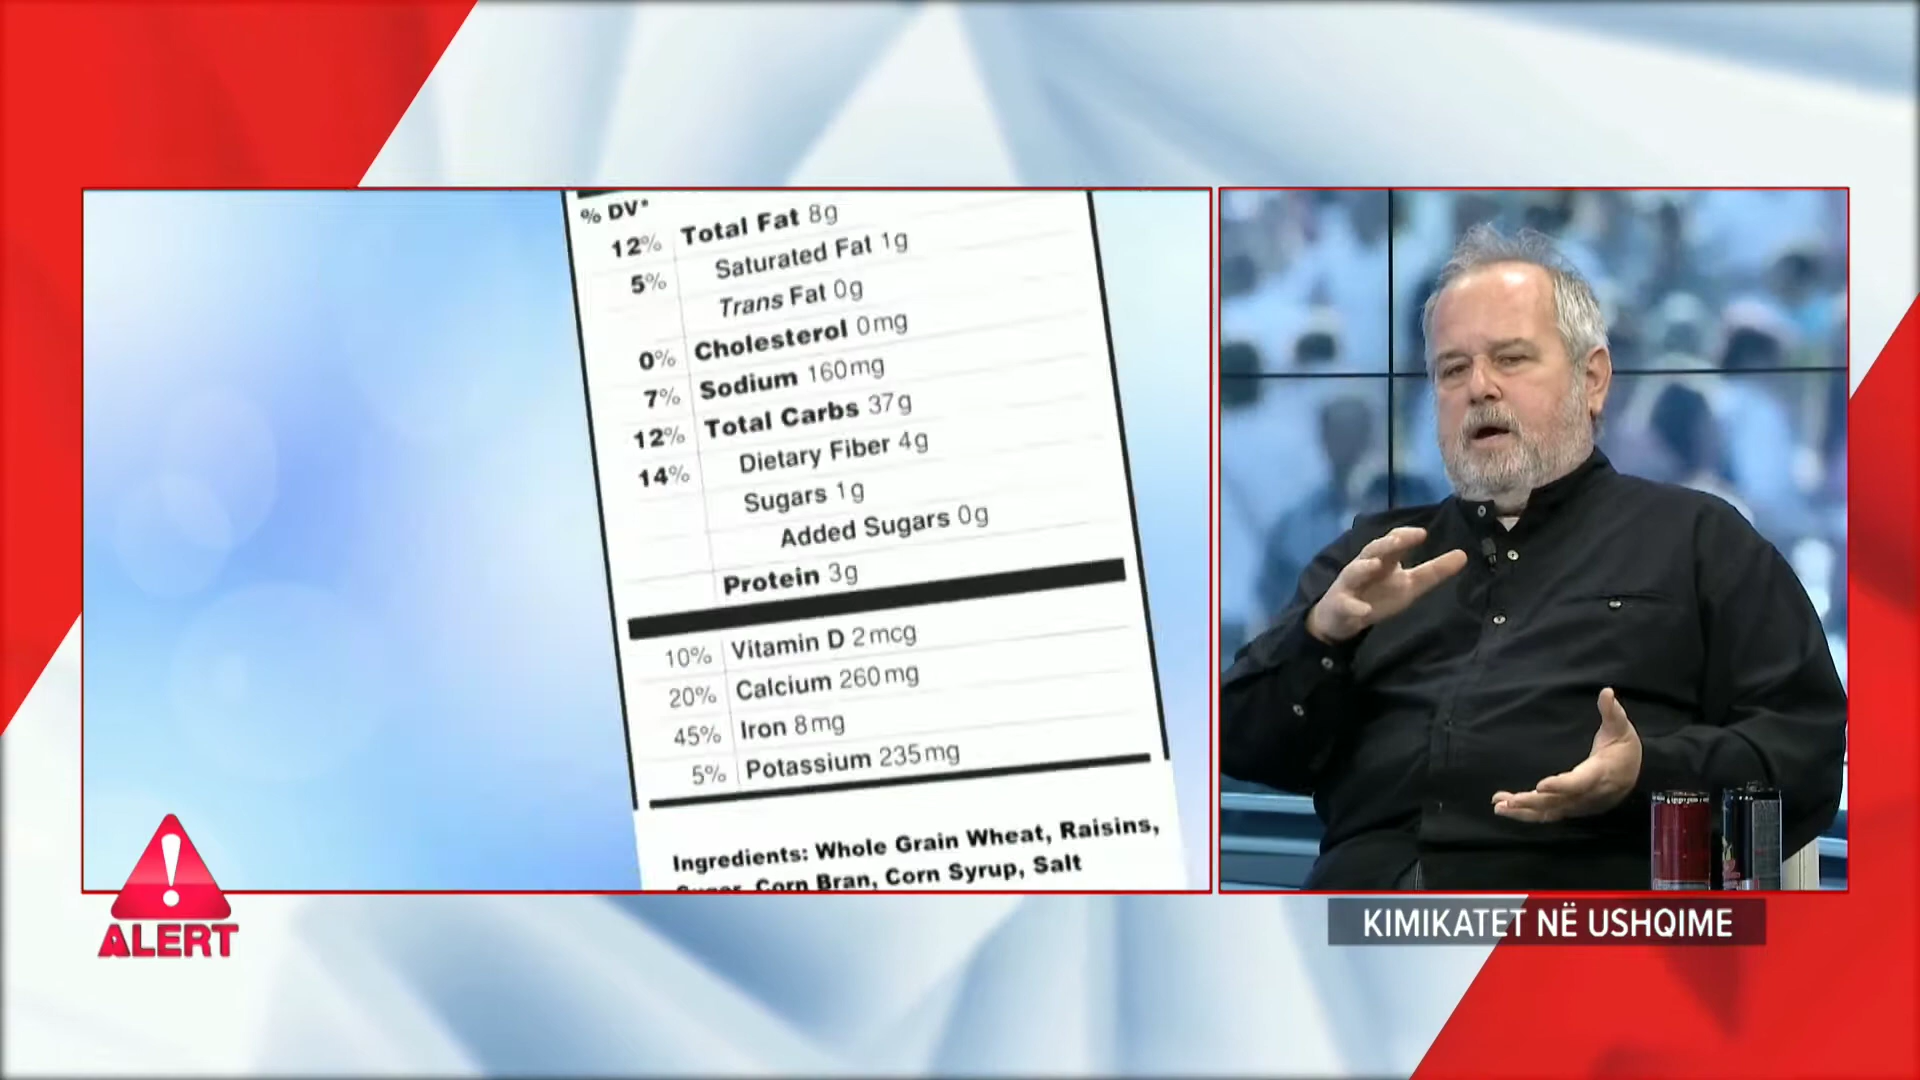 % DV*
12% Total Fat 8g
5% Saturated Fat 1g
Trans Fat 0g
0% Cholesterol 0mg
7% Sodium 160mg
12% Total Carbs 37g
14% Dietary Fiber 4g
Sugars 1g
Added Sugars 0g
Protein 3g
10% Vitamin D 2mcg
20% Calcium 260mg
45% Iron 8mg
5% Potassium 235mg
Ingredients: Whole Grain Wheat, Raisins,
Sugar, Corn Bran, Corn Syrup, Salt
ALERT
KIMIKATET NË USHQIME